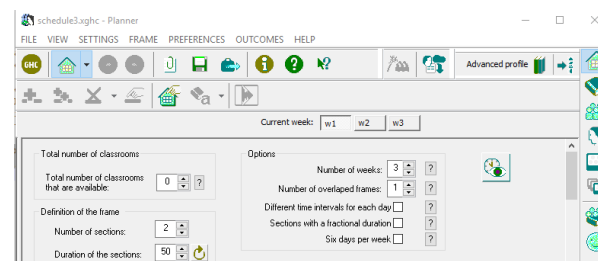 schedule3.xghc - Planner
FILE VIEW SETTINGS FRAME PREFERENCES OUTCOMES HELP
GHC Advanced profile
Current week: w1 w2 w3
Total number of classrooms
Total number of classrooms
that are available: 0 ?
Definition of the frame
Number of sections: 2
Duration of the sections: 50
Options
Number of weeks: 3 ?
Number of overlaped frames: 1 ?
Different time intervals for each day ?
Sections with a fractional duration ?
Six days per week ?